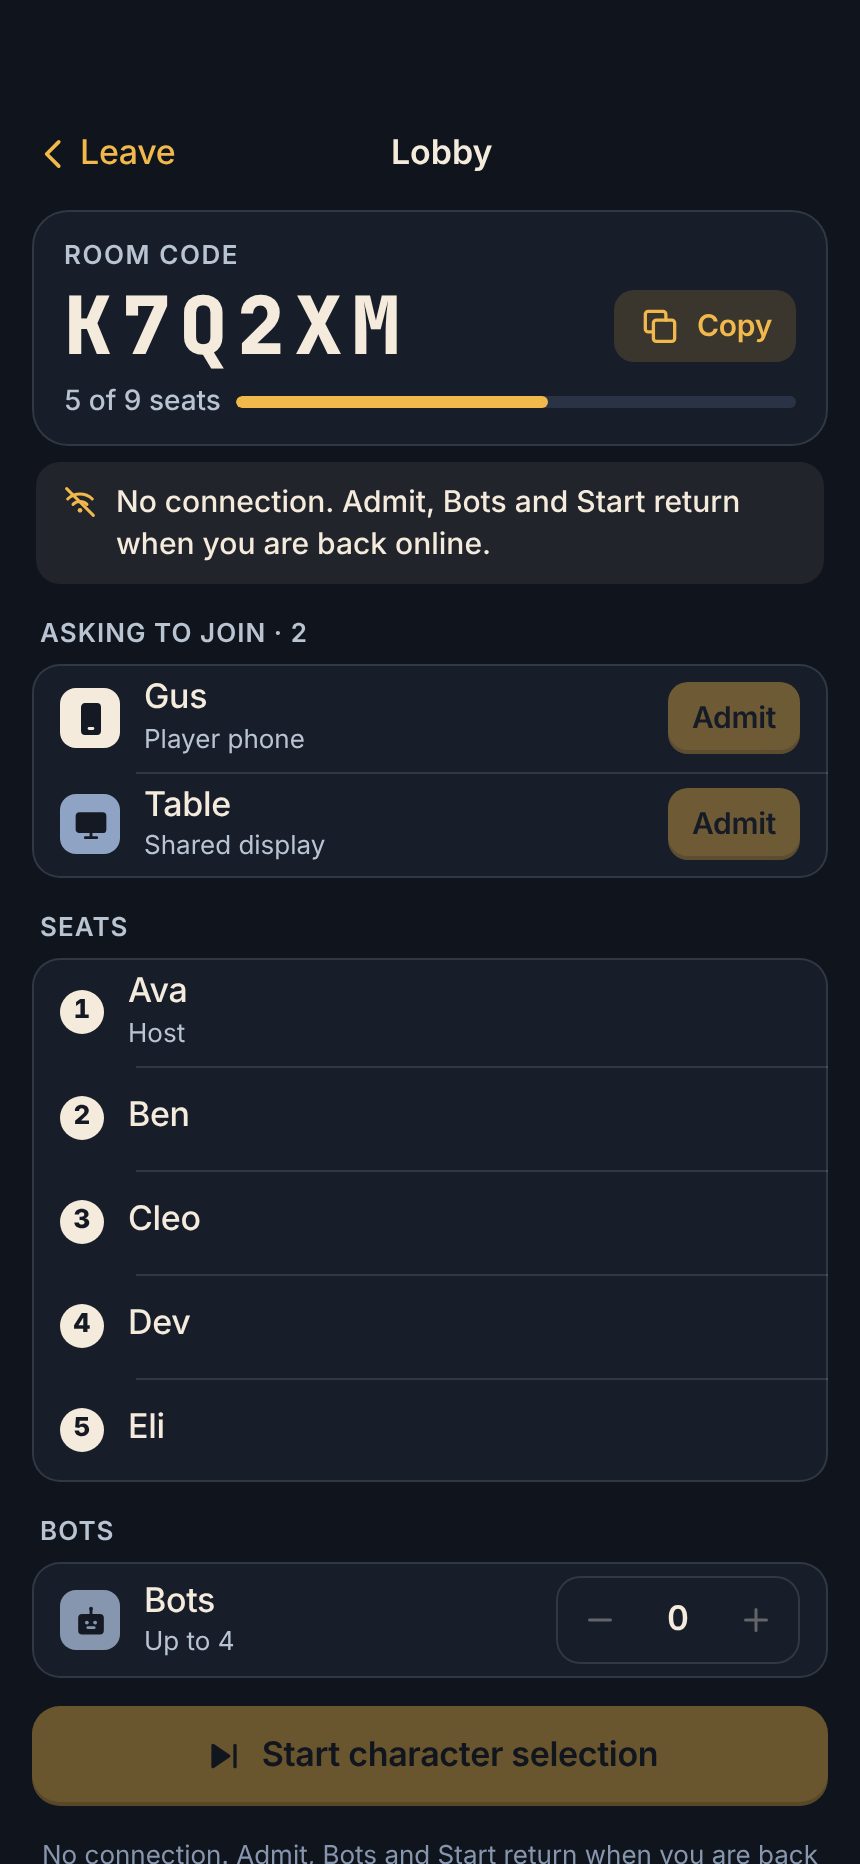 Leave
Lobby
ROOM CODE
K7Q2XM
Copy
5 of 9 seats
No connection. Admit, Bots and Start return
when you are back online.
ASKING TO JOIN · 2
Gus
Player phone
Admit
Table
Shared display
Admit
SEATS
1
Ava
Host
2
Ben
3
Cleo
4
Dev
5
Eli
BOTS
Bots
Up to 4
− 0 +
Start character selection
No connection. Admit, Bots and Start return when you are back